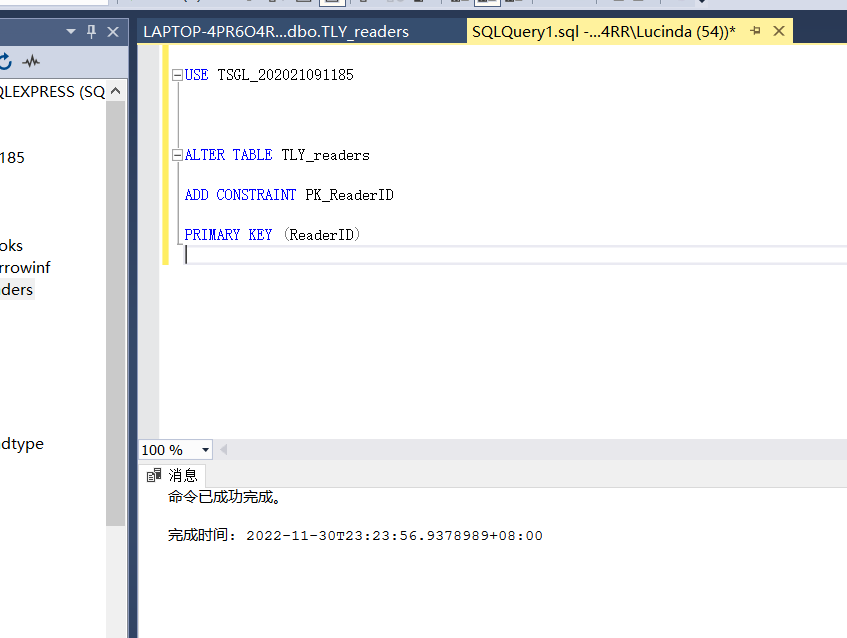 LAPTOP-4PR6O4R...dbo.TLY_readers
SQLQuery1.sql -...4RR\Lucinda (54))*
QLEXPRESS (SQ
185
oks
rrowinf
ders
dtype
USE TSGL_202021091185
ALTER TABLE TLY_readers
ADD CONSTRAINT PK_ReaderID
PRIMARY KEY (ReaderID)
100 %
消息
命令已成功完成。
完成时间: 2022-11-30T23:23:56.9378989+08:00